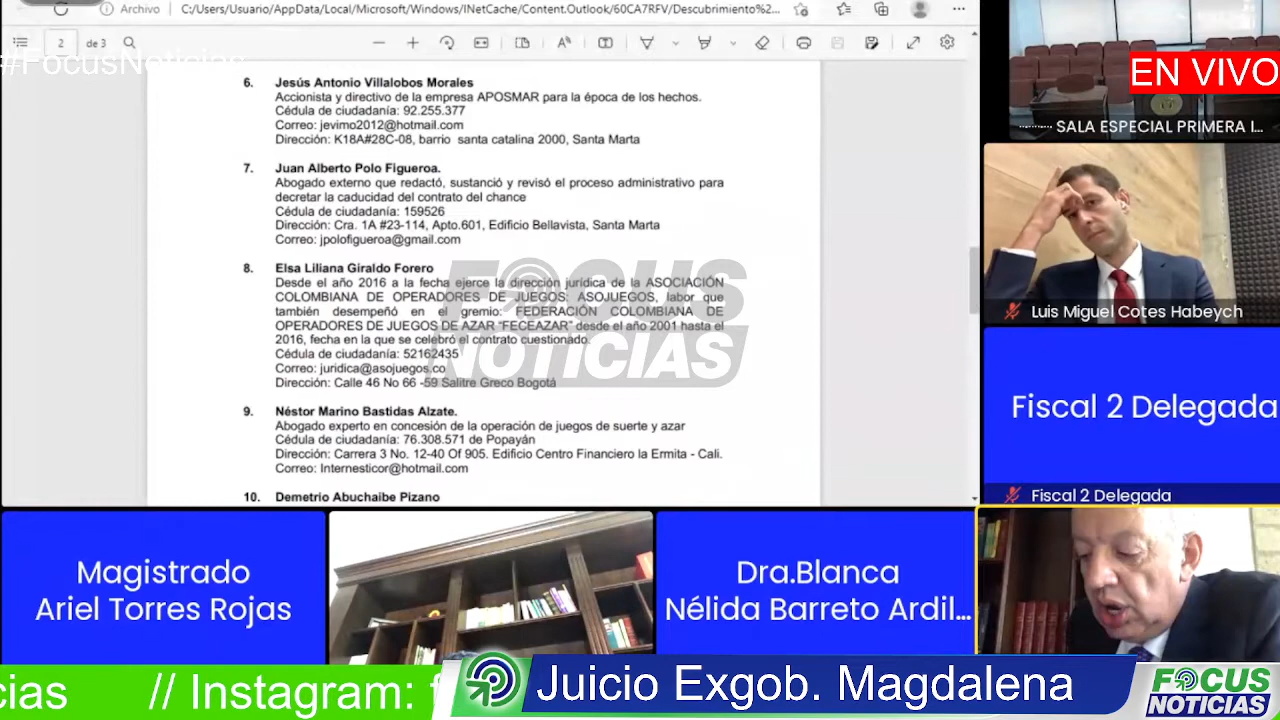 Archivo
C:/Users/Usuario/AppData/Local/Microsoft/Windows/INetCache/Content.Outlook/60CA7RFV/Descubrimiento%2...
2 de 3
#FocusNoticias
6. Jesús Antonio Villalobos Morales
Accionista y directivo de la empresa APOSMAR para la época de los hechos.
Cédula de ciudadanía: 92.255.377
Correo: jevimo2012@hotmail.com
Dirección: K18A#28C-08, barrio santa catalina 2000, Santa Marta
7. Juan Alberto Polo Figueroa.
Abogado externo que redactó, sustanció y revisó el proceso administrativo para
decretar la caducidad del contrato del chance
Cédula de ciudadanía: 159526
Dirección: Cra. 1A #23-114, Apto.601, Edificio Bellavista, Santa Marta
Correo: jpolofigueroa@gmail.com
8. Elsa Liliana Giraldo Forero
Desde el año 2016 a la fecha ejerce la dirección jurídica de la ASOCIACIÓN
COLOMBIANA DE OPERADORES DE JUEGOS: ASOJUEGOS, labor que
también desempeñó en el gremio: FEDERACIÓN COLOMBIANA DE
OPERADORES DE JUEGOS DE AZAR "FECEAZAR" desde el año 2001 hasta el
2016, fecha en la que se celebró el contrato cuestionado.
Cédula de ciudadanía: 52162435
Correo: juridica@asojuegos.co
Dirección: Calle 46 No 66 -59 Salitre Greco Bogotá
9. Néstor Marino Bastidas Alzate.
Abogado experto en concesión de la operación de juegos de suerte y azar
Cédula de ciudadanía: 76.308.571 de Popayán
Dirección: Carrera 3 No. 12-40 Of 905. Edificio Centro Financiero la Ermita - Cali.
Correo: Internesticor@hotmail.com
10. Demetrio Abuchaibe Pizano
FOCUS
NOTICIAS
EN VIVO
SALA ESPECIAL PRIMERA I...
Luis Miguel Cotes Habeych
Fiscal 2 Delegada
Fiscal 2 Delegada
Magistrado
Ariel Torres Rojas
Dra.Blanca
Nélida Barreto Ardil...
cias // Instagram: f
Juicio Exgob. Magdalena
FOCUS
NOTICIAS